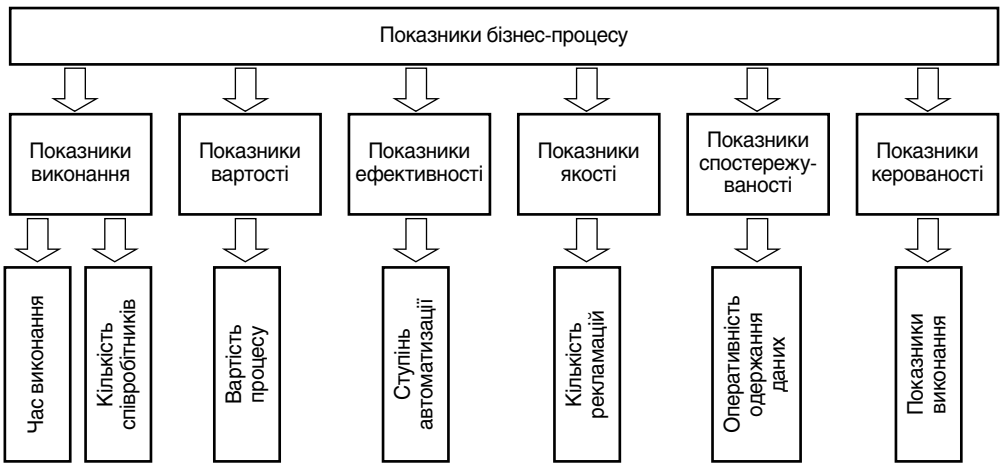 Показники бізнес-процесу
Показники
виконання
Показники
вартості
Показники
ефективності
Показники
якості
Показники
спостережу-
ваності
Показники
керованості
Час виконання
Кількість
співробітників
Вартість
процесу
Ступінь
автоматизації
Кількість
рекламацій
Оперативність
одержання
даних
Показники
виконання